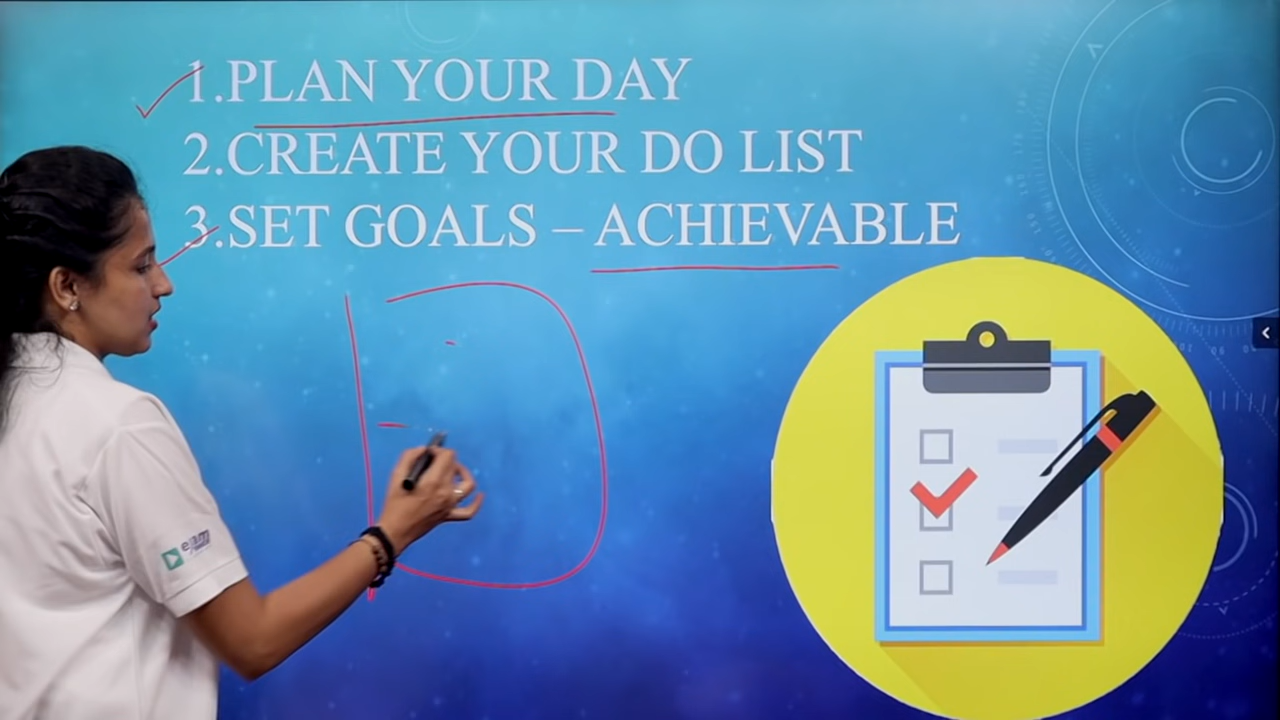 1.PLAN YOUR DAY
2.CREATE YOUR DO LIST
3.SET GOALS – ACHIEVABLE